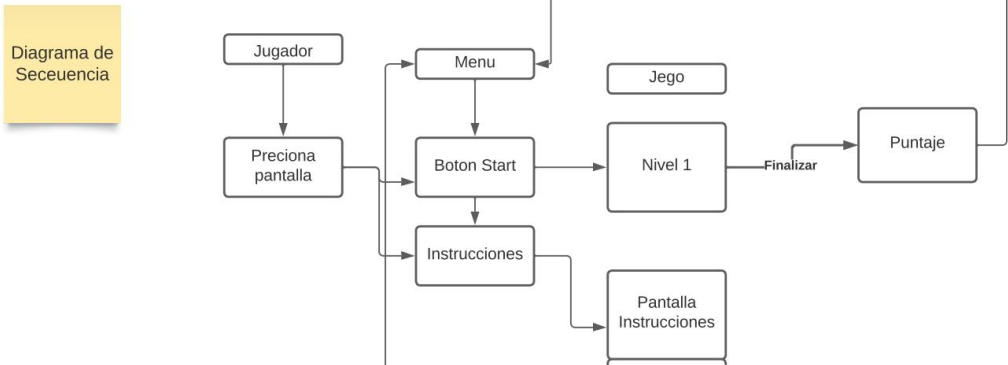 Diagrama de
Seceuencia
Jugador
Menu
Jego
Preciona
pantalla
Boton Start
Nivel 1
Finalizar
Puntaje
Instrucciones
Pantalla
Instrucciones